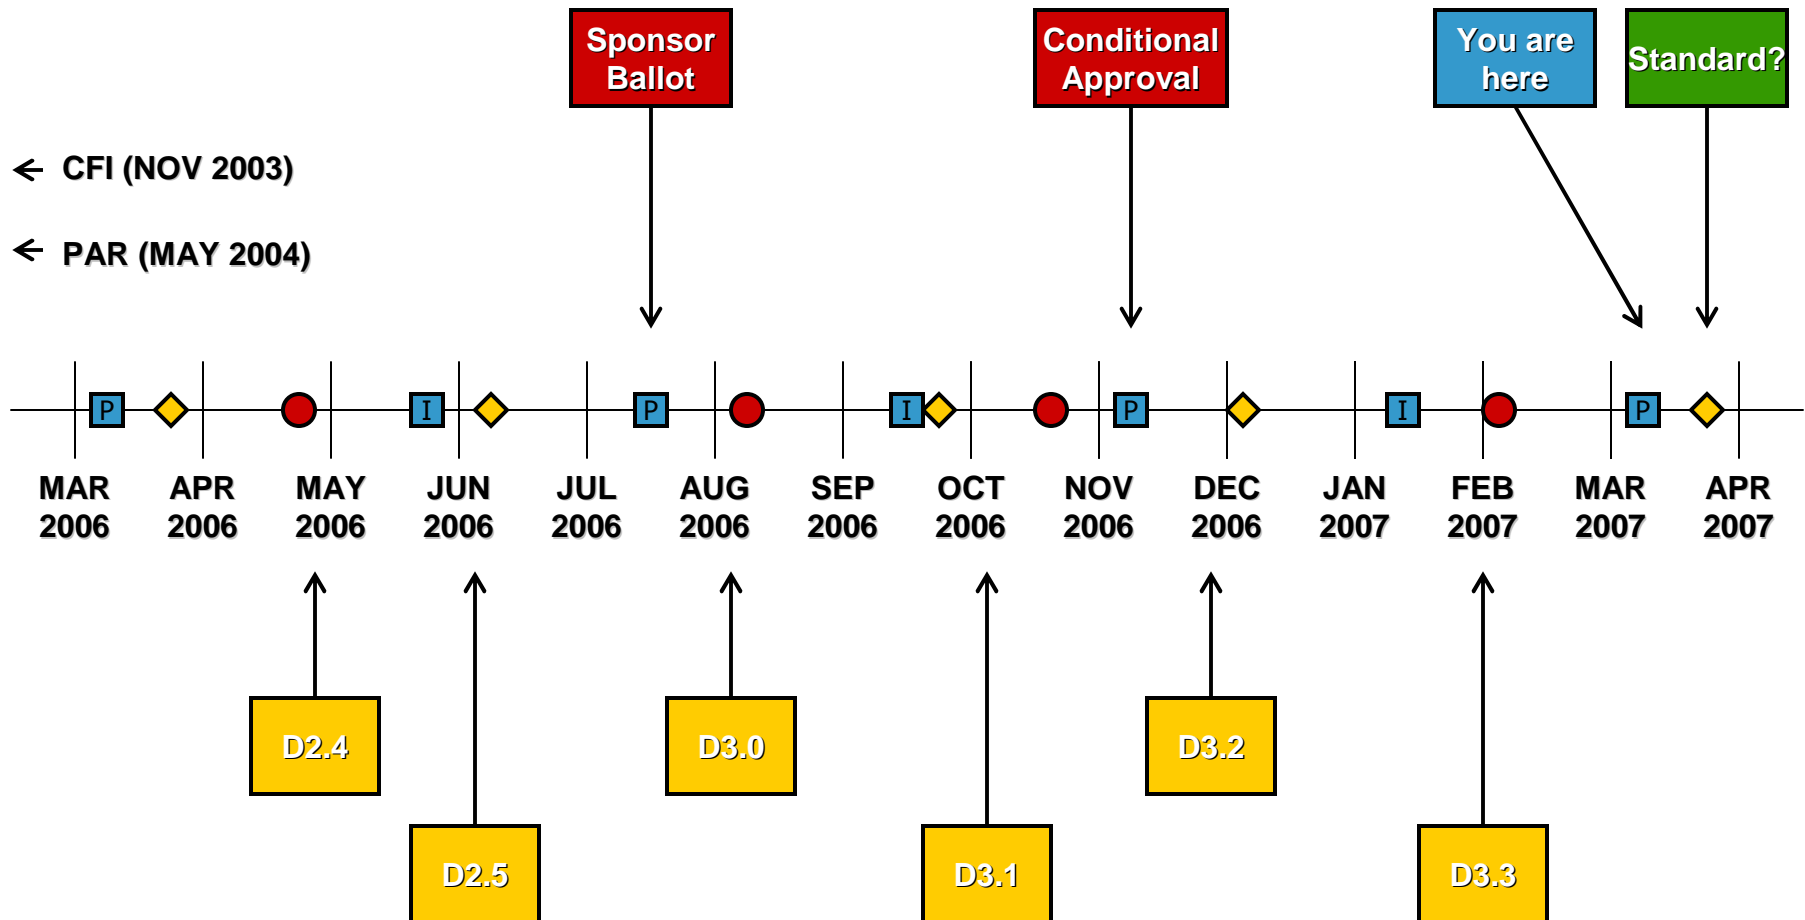 Sponsor
Ballot
Conditional
Approval
You are
here
Standard?
CFI (NOV 2003)
PAR (MAY 2004)
P
I
P
I
P
I
P
MAR
2006
APR
2006
MAY
2006
JUN
2006
JUL
2006
AUG
2006
SEP
2006
OCT
2006
NOV
2006
DEC
2006
JAN
2007
FEB
2007
MAR
2007
APR
2007
D2.4
D3.0
D3.2
D2.5
D3.1
D3.3